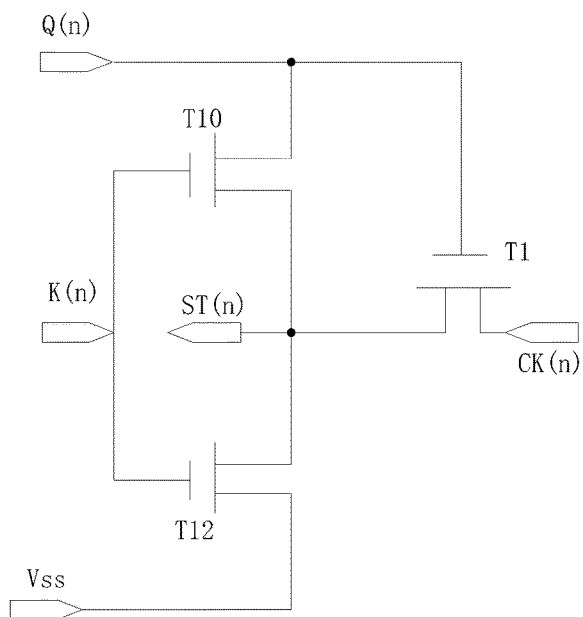 Q(n)
T10
T1
K(n)
ST(n)
CK(n)
T12
Vss